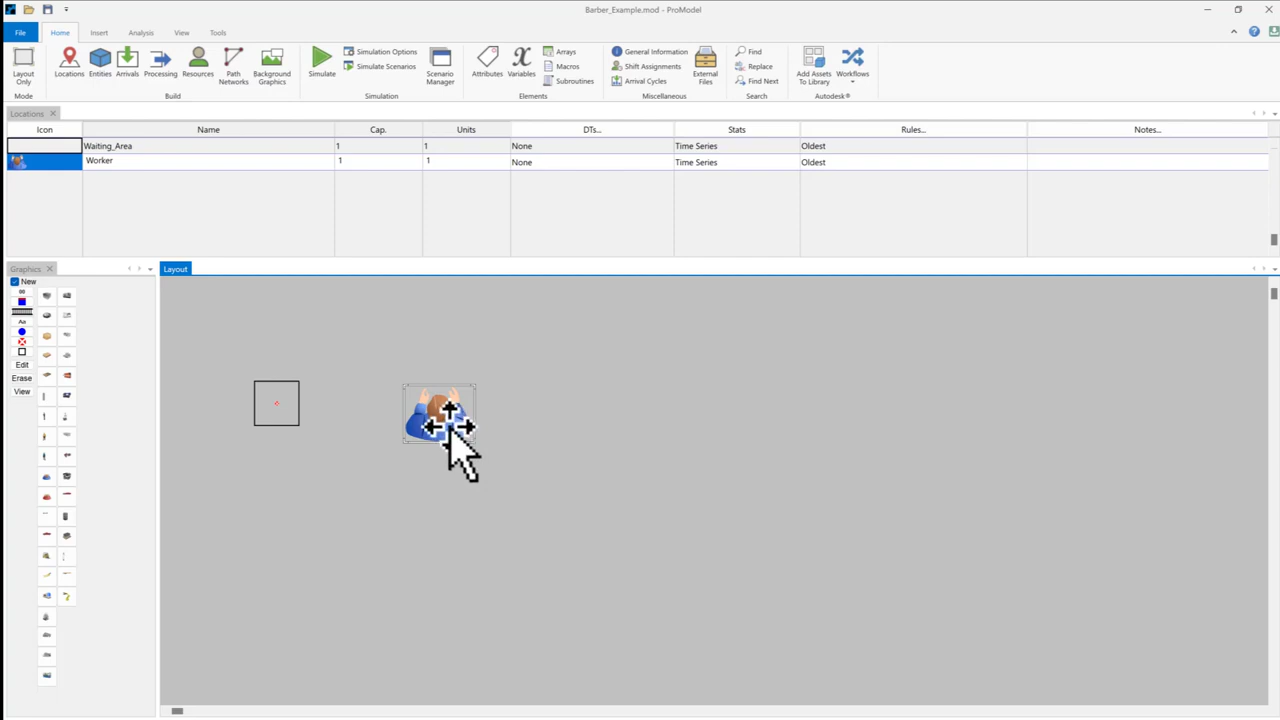 Barber_Example.mod - ProModel
File Home Insert Analysis View Tools
Layout Only Locations Entities Arrivals Processing Resources Path Networks Background Graphics Simulate Simulation Options Simulate Scenarios Scenario Manager Attributes Variables Arrays Macros Subroutines General Information Shift Assignments Arrival Cycles External Files Find Replace Find Next Add Assets To Library Workflows
Mode Build Simulation Elements Miscellaneous Search Autodesk®
Locations
Icon Name Cap. Units DTs... Stats Rules... Notes...
Waiting_Area 1 1 None Time Series Oldest
Worker 1 1 None Time Series Oldest
Graphics Layout
New
Aa
Edit
Erase
View